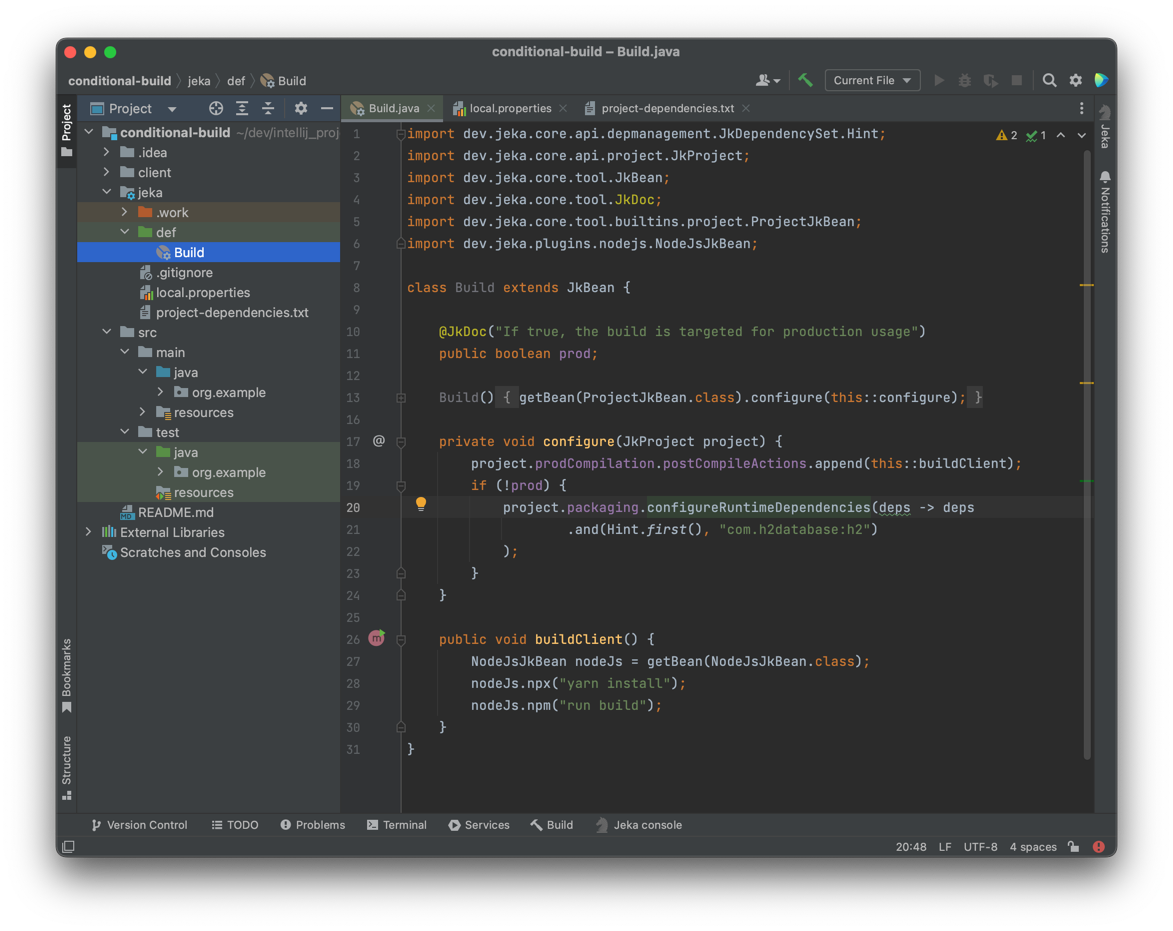 conditional-build – Build.java
conditional-build jeka def Build
Current File
Project
Build.java local.properties project-dependencies.txt
Project
conditional-build ~/dev/intellij_proj
.idea
client
jeka
.work
def
Build
.gitignore
local.properties
project-dependencies.txt
src
main
java
org.example
resources
test
java
org.example
resources
README.md
External Libraries
Scratches and Consoles
Bookmarks
Structure
2 1
1 import dev.jeka.core.api.depmanagement.JkDependencySet.Hint;
2 import dev.jeka.core.api.project.JkProject;
3 import dev.jeka.core.tool.JkBean;
4 import dev.jeka.core.tool.JkDoc;
5 import dev.jeka.core.tool.builtins.project.ProjectJkBean;
6 import dev.jeka.plugins.nodejs.NodeJsJkBean;
7
8 class Build extends JkBean {
9
10 @JkDoc("If true, the build is targeted for production usage")
11 public boolean prod;
12
13 Build() { getBean(ProjectJkBean.class).configure(this::configure); }
16
17 @ private void configure(JkProject project) {
18 project.prodCompilation.postCompileActions.append(this::buildClient);
19 if (!prod) {
20 project.packaging.configureRuntimeDependencies(deps -> deps
21 .and(Hint.first(), "com.h2database:h2")
22 );
23 }
24 }
25
26 m public void buildClient() {
27 NodeJsJkBean nodeJs = getBean(NodeJsJkBean.class);
28 nodeJs.npx("yarn install");
29 nodeJs.npm("run build");
30 }
31 }
Jeka
Notifications
Version Control TODO Problems Terminal Services Build Jeka console
20:48 LF UTF-8 4 spaces